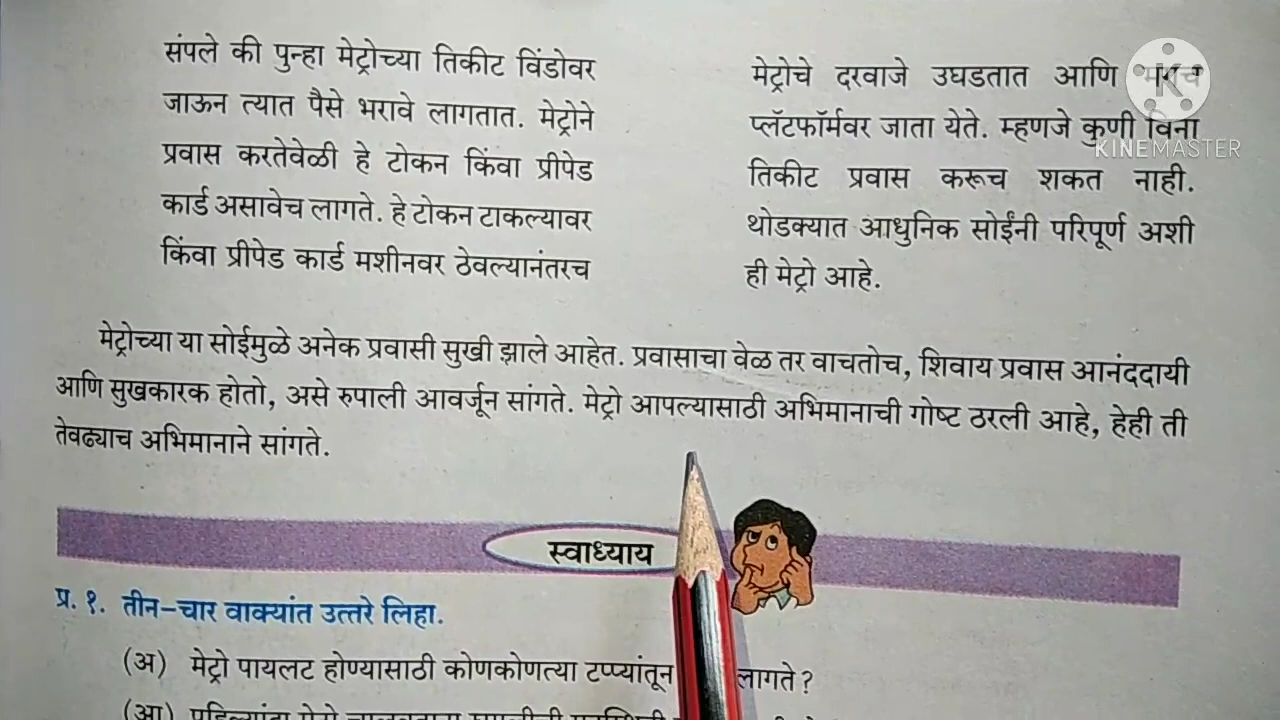 संपले की पुन्हा मेट्रोच्या तिकीट विंडोवर
जाऊन त्यात पैसे भरावे लागतात. मेट्रोने
प्रवास करतेवेळी हे टोकन किंवा प्रीपेड
कार्ड असावेच लागते. हे टोकन टाकल्यावर
किंवा प्रीपेड कार्ड मशीनवर ठेवल्यानंतरच
मेट्रोचे दरवाजे उघडतात आणि
प्लॅटफॉर्मवर जाता येते. म्हणजे कुणी विना
तिकीट प्रवास करूच शकत नाही.
थोडक्यात आधुनिक सोईंनी परिपूर्ण अशी
ही मेट्रो आहे.
K
KINEMASTER
मेट्रोच्या या सोईमुळे अनेक प्रवासी सुखी झाले आहेत. प्रवासाचा वेळ तर वाचतोच, शिवाय प्रवास आनंददायी
आणि सुखकारक होतो, असे रुपाली आवर्जून सांगते. मेट्रो आपल्यासाठी अभिमानाची गोष्ट ठरली आहे, हेही ती
तेवढ्याच अभिमानाने सांगते.
स्वाध्याय
प्र. १. तीन-चार वाक्यांत उत्तरे लिहा.
(अ) मेट्रो पायलट होण्यासाठी कोणकोणत्या टप्प्यांतून लागते?
(आ)